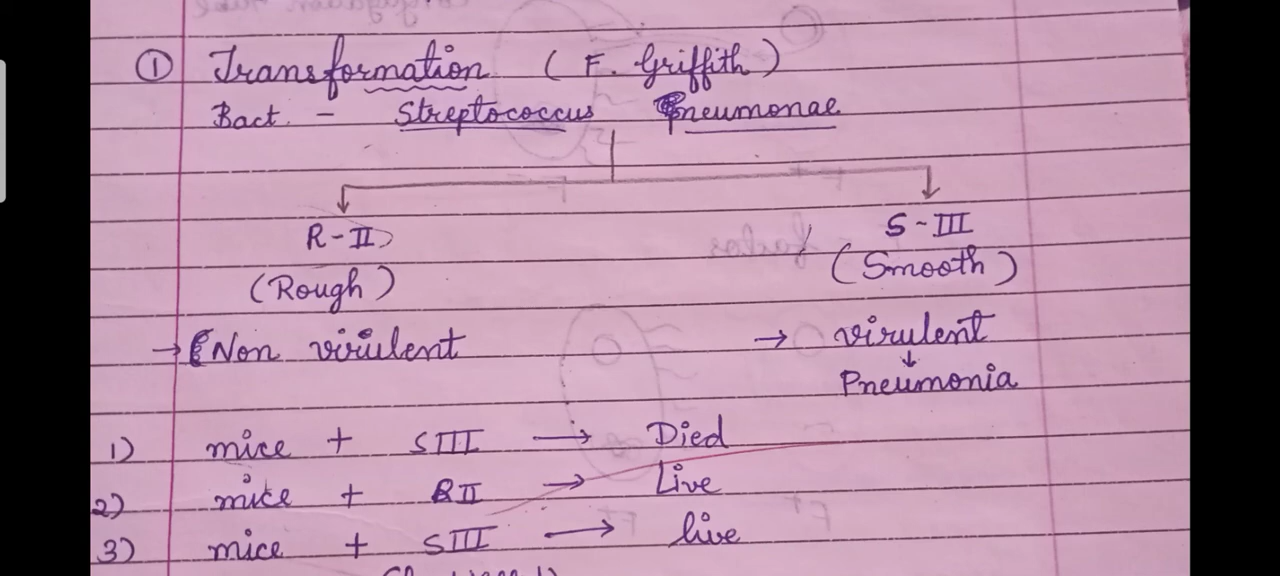 ① Transformation ( F. Griffith )
Bact. - Streptococcus Pneumonae
R-II S-III
(Rough) (Smooth)
→ Non virulent → virulent
↓
Pneumonia
1) mice + SIII → Died
2) mice + RII → Live
3) mice + SIII → live